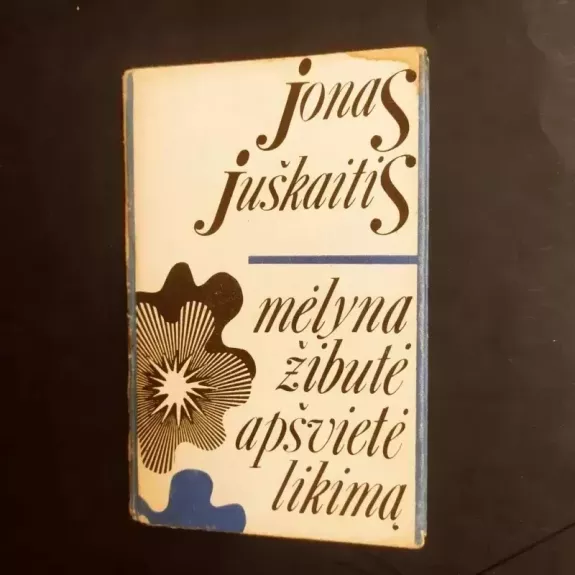 jonas
juškaitis
mėlyna
žibutė
apšvietė
likimą